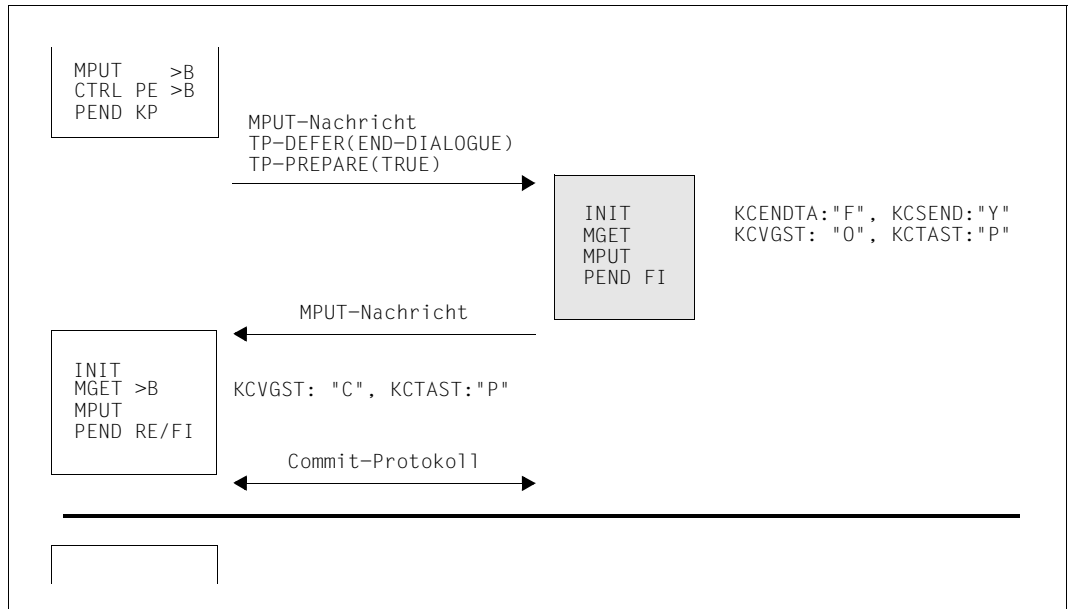 MPUT >B
CTRL PE >B
PEND KP
MPUT-Nachricht
TP-DEFER(END-DIALOGUE)
TP-PREPARE(TRUE)
INIT
MGET
MPUT
PEND FI
KCENDTA:"F", KCSEND:"Y"
KCVGST: "O", KCTAST:"P"
MPUT-Nachricht
INIT
MGET >B
MPUT
PEND RE/FI
KCVGST: "C", KCTAST:"P"
Commit-Protokoll